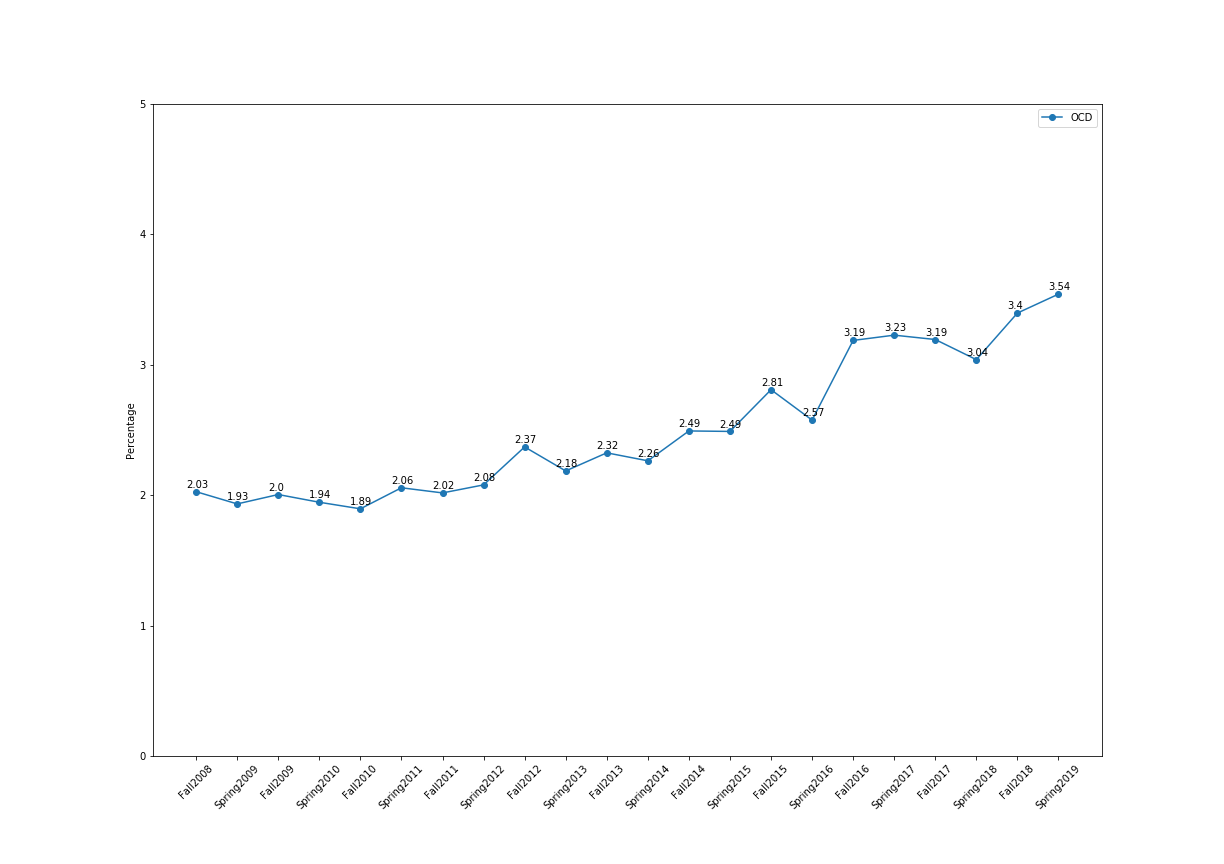 5
OCD
4
3
2
1
0
Percentage
2.03
1.93
2.0
1.94
1.89
2.06
2.02
2.08
2.37
2.18
2.32
2.26
2.49
2.49
2.81
2.57
3.19
3.23
3.19
3.04
3.4
3.54
Fall2008
Spring2009
Fall2009
Spring2010
Fall2010
Spring2011
Fall2011
Spring2012
Fall2012
Spring2013
Fall2013
Spring2014
Fall2014
Spring2015
Fall2015
Spring2016
Fall2016
Spring2017
Fall2017
Spring2018
Fall2018
Spring2019